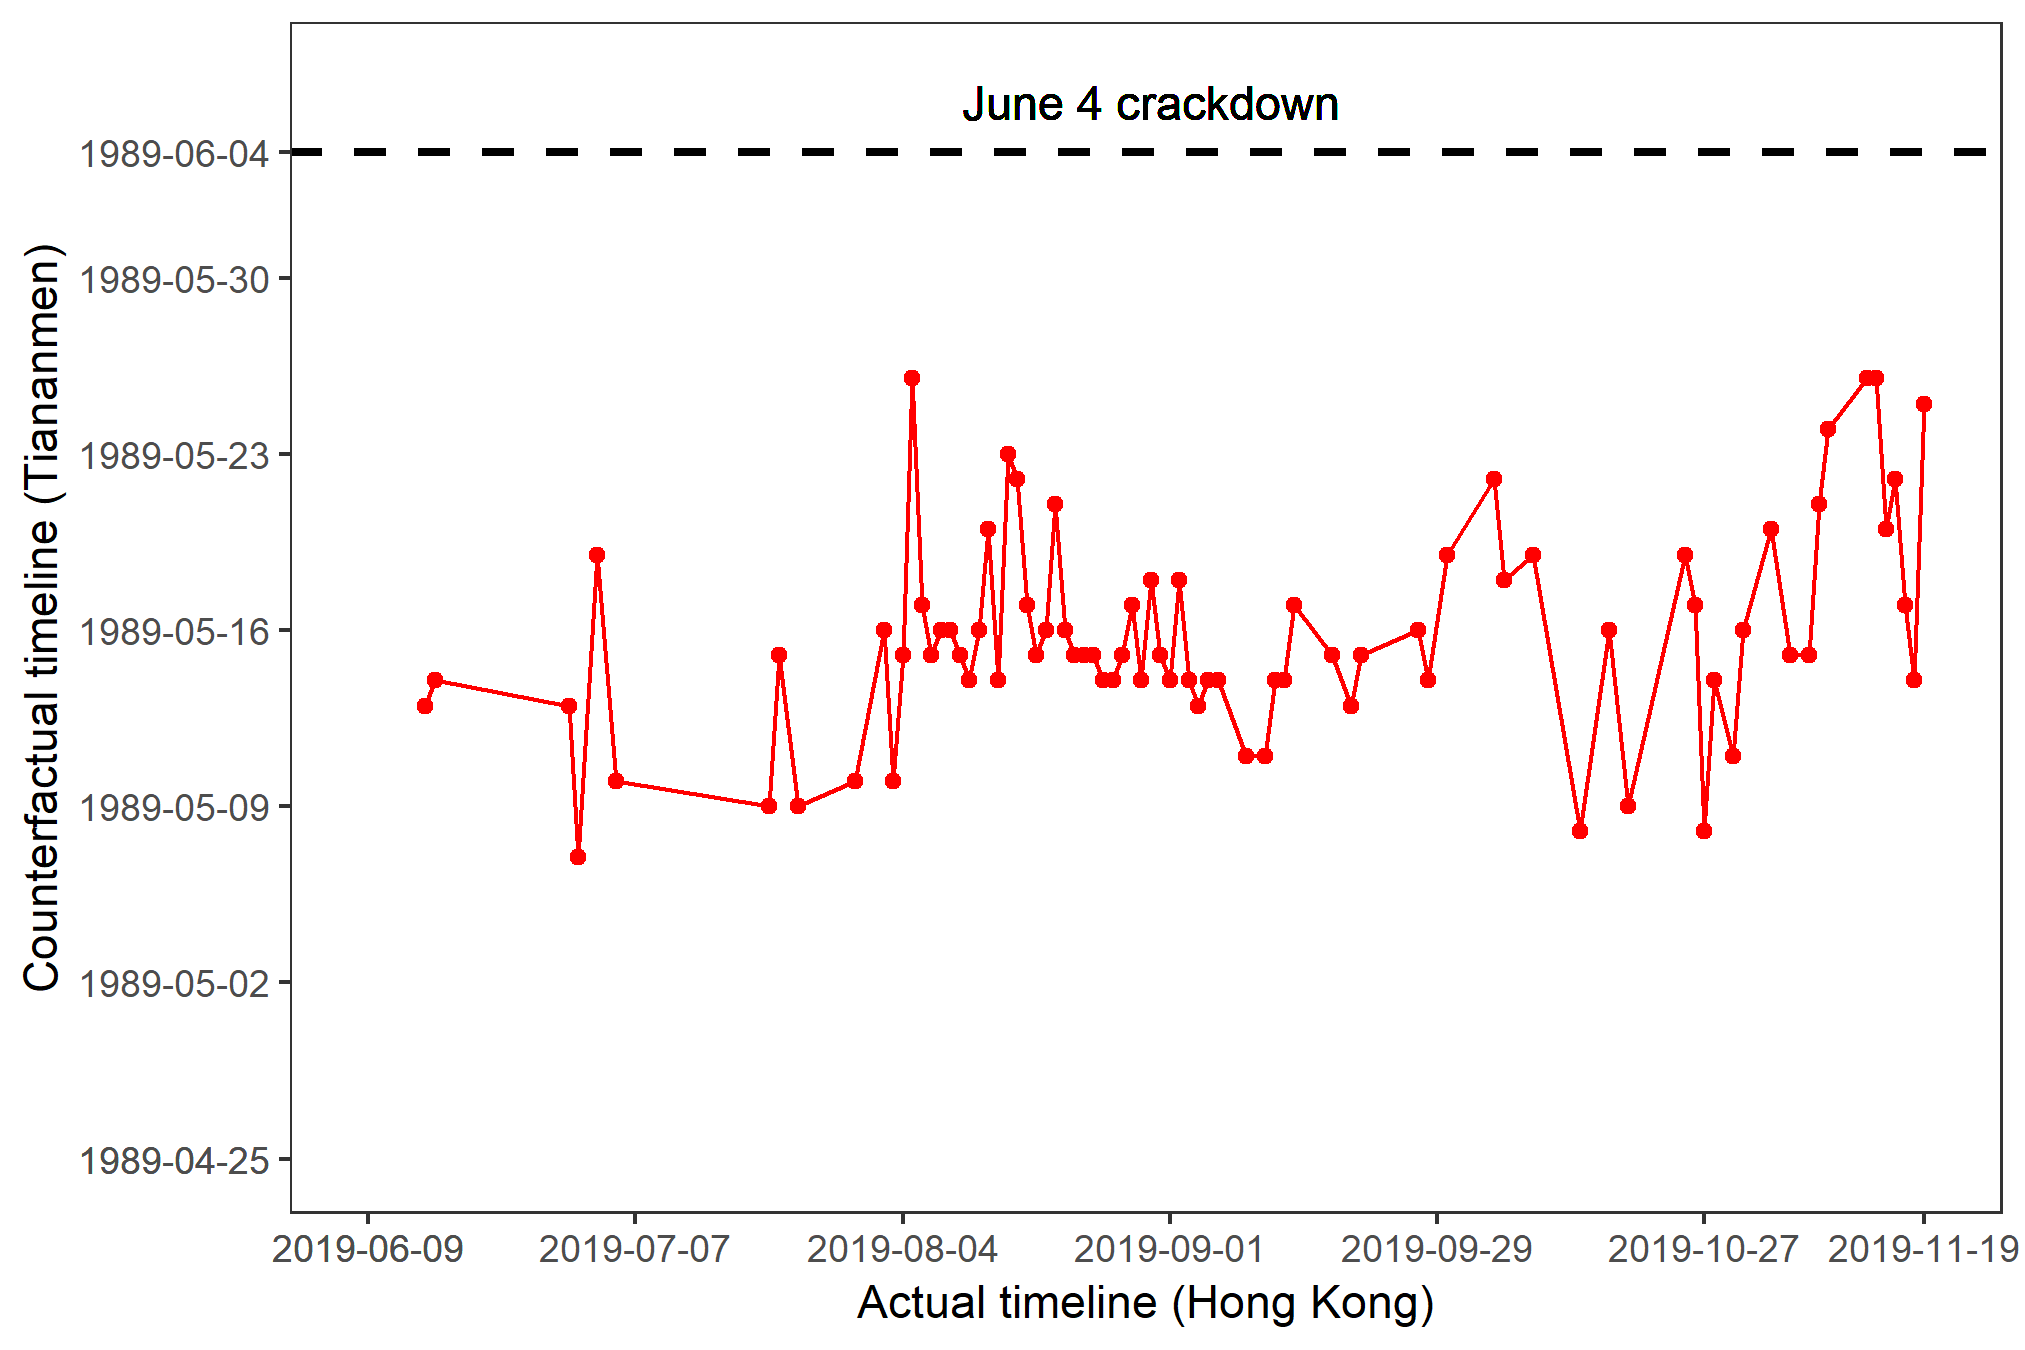 June 4 crackdown
1989-06-04
1989-05-30
1989-05-23
1989-05-16
1989-05-09
1989-05-02
1989-04-25
Counterfactual timeline (Tiananmen)
2019-06-09 2019-07-07 2019-08-04 2019-09-01 2019-09-29 2019-10-27 2019-11-19
Actual timeline (Hong Kong)